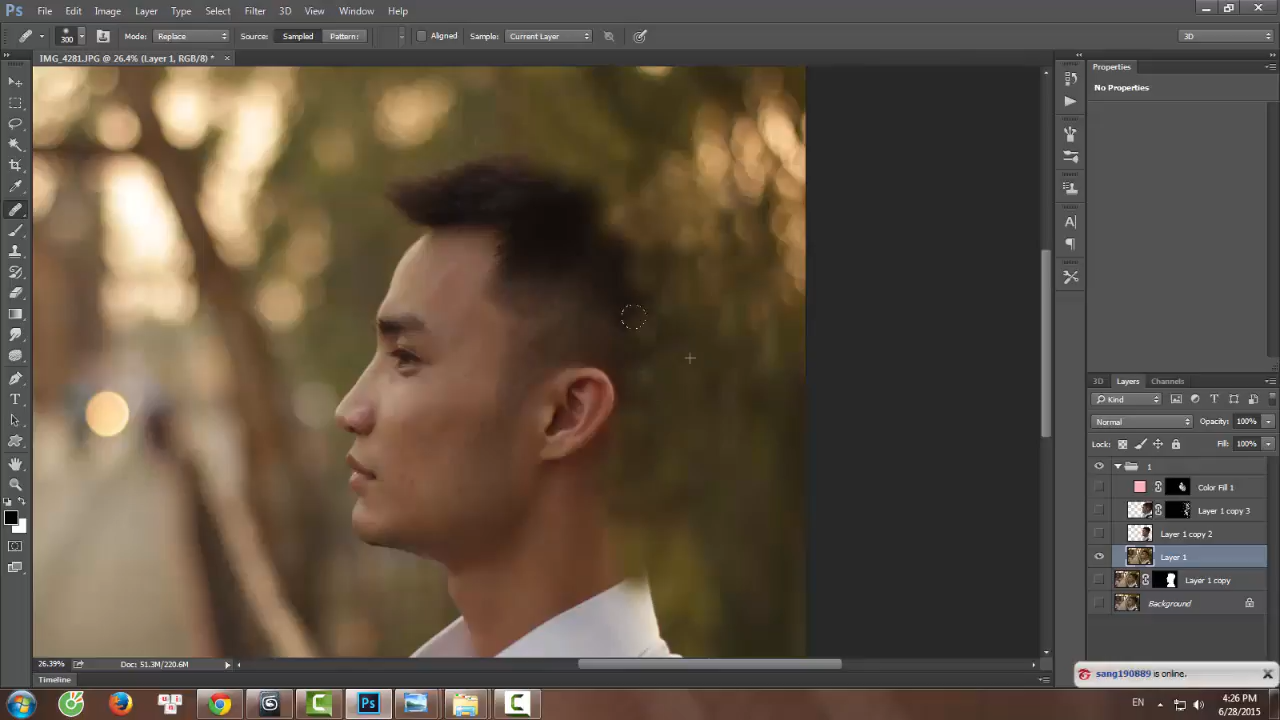 Ps File Edit Image Layer Type Select Filter 3D View Window Help
300 Mode: Replace Source: Sampled Pattern: Aligned Sample: Current Layer 3D
IMG_4281.JPG @ 26.4% (Layer 1, RGB/8) *
Properties
No Properties
3D Layers Channels
Kind
Normal Opacity: 100%
Lock: Fill: 100%
1
Color Fill 1
Layer 1 copy 3
Layer 1 copy 2
Layer 1
Layer 1 copy
Background
26.39% Doc: 51.3M/220.6M
sang190889 is online.
Timeline
EN 4:26 PM
6/28/2015